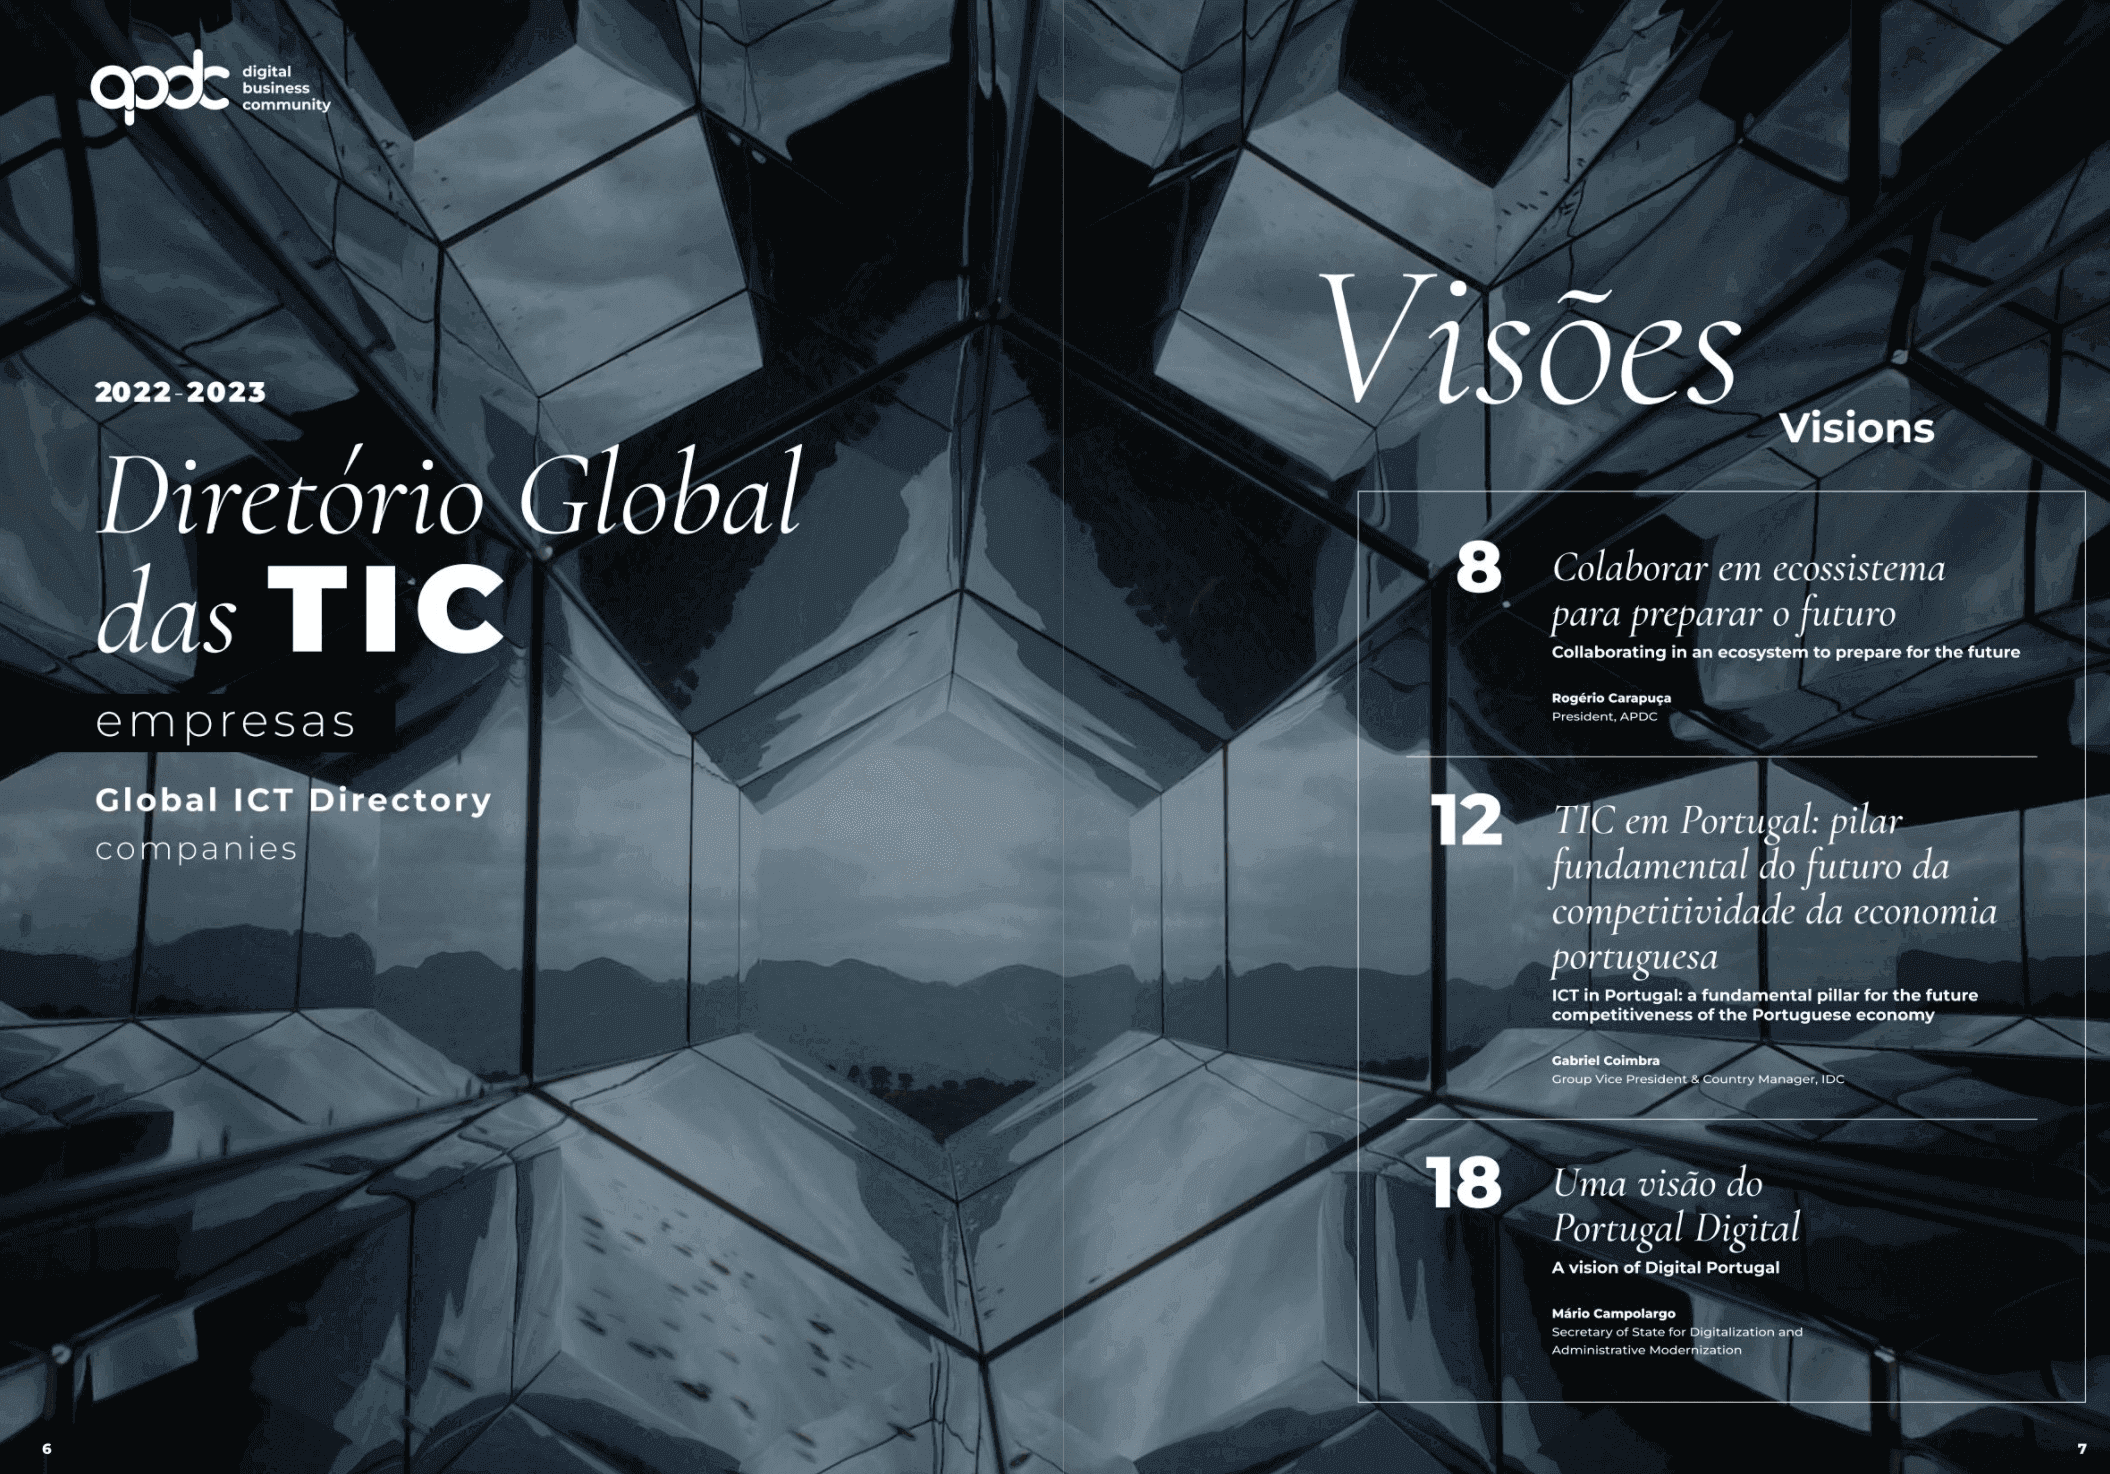 apdc
digital
business
community
2022-2023
Diretório Global
das TIC
empresas
Global ICT Directory
companies
6
Visões
Visions
8
Colaborar em ecossistema
para preparar o futuro
Collaborating in an ecosystem to prepare for the future
Rogério Carapuça
President, APDC
12
TIC em Portugal: pilar
fundamental do futuro da
competitividade da economia
portuguesa
ICT in Portugal: a fundamental pillar for the future
competitiveness of the Portuguese economy
Gabriel Coimbra
Group Vice President & Country Manager, IDC
18
Uma visão do
Portugal Digital
A vision of Digital Portugal
Mário Campolargo
Secretary of State for Digitalization and
Administrative Modernization
7